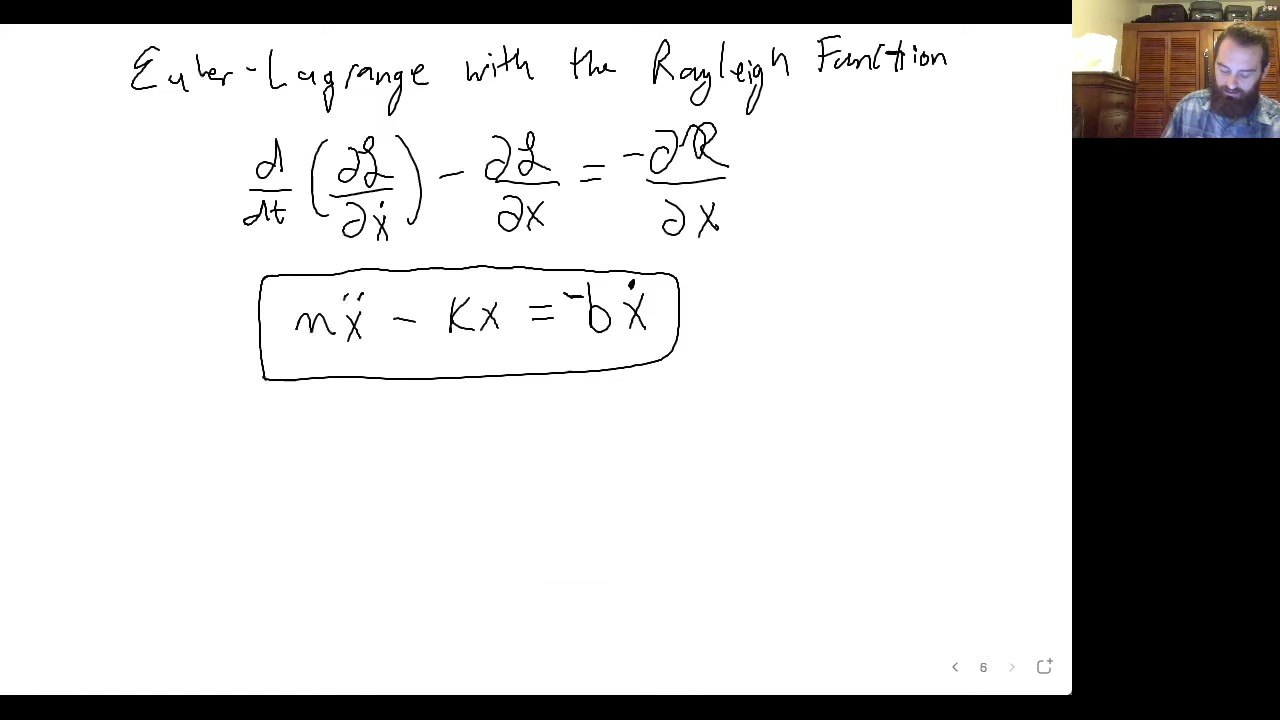 Euler-Lagrange with the Rayleigh Function
d/dt (∂ℒ/∂ẋ) - ∂ℒ/∂x = -∂ℛ/∂x
mẍ - Kx = -bẋ
6